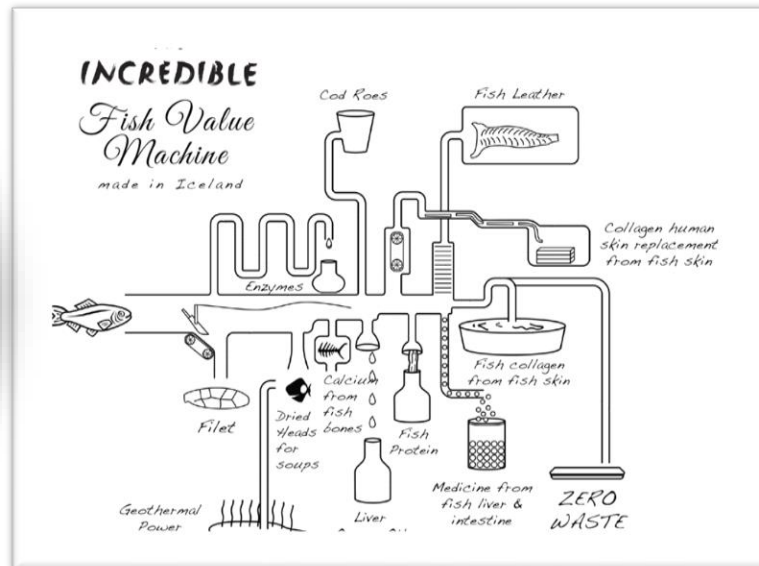 INCREDIBLE
Fish Value
Machine
made in Iceland
Cod Roes
Fish Leather
Collagen human
skin replacement
from fish skin
Enzymes
Fish collagen
from fish skin
Filet
Dried
Heads
for
soups
Calcium
from
fish
bones
Fish
Protein
Medicine from
fish liver &
intestine
ZERO
WASTE
Geothermal
Power
Liver